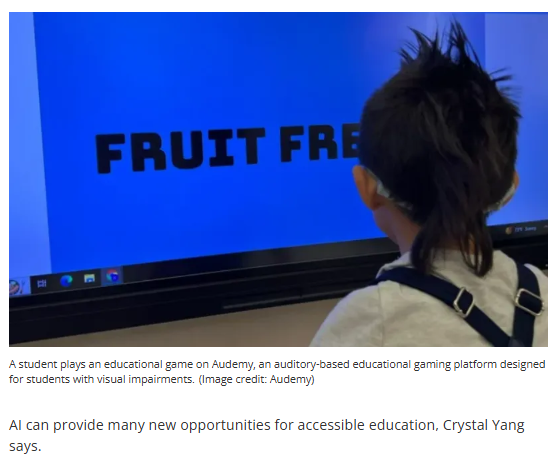 FRUIT FRE
A student plays an educational game on Audemy, an auditory-based educational gaming platform designed
for students with visual impairments. (Image credit: Audemy)
AI can provide many new opportunities for accessible education, Crystal Yang
says.